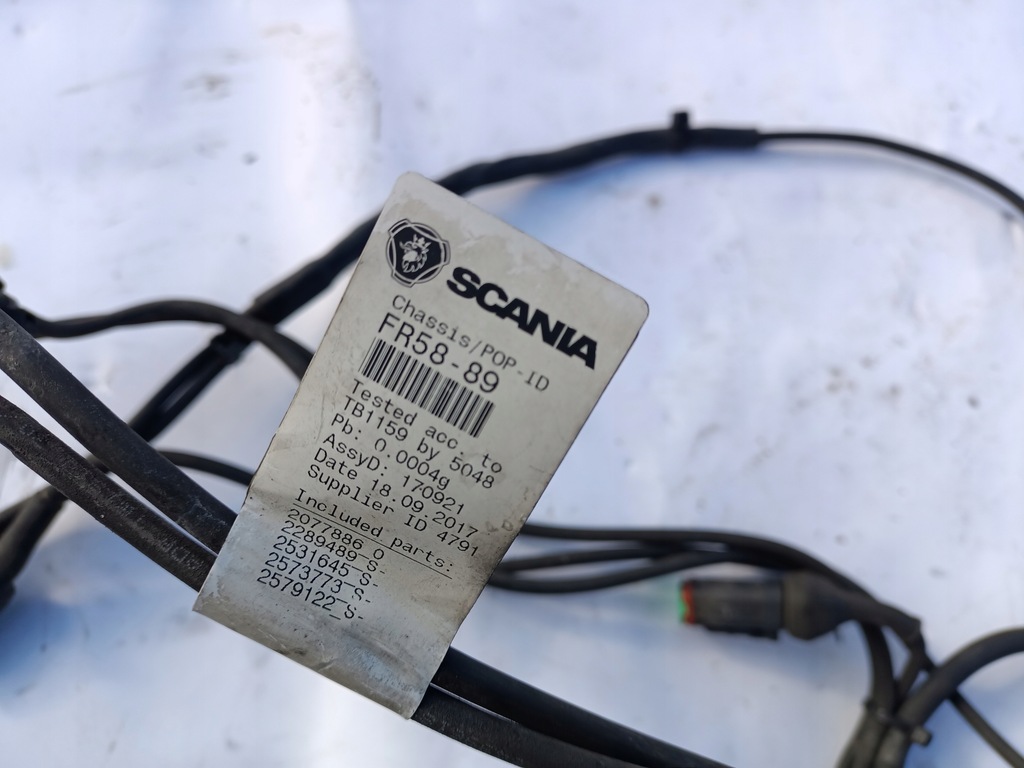 SCANIA
Chassis/POP-ID
FR58-89
Tested acc. to
TB1159 by 5048
Pb: 0.0004g
AssyD: 170921
Date 18.09.2017
Supplier ID 4791
Included parts:
2077886_0
2289489_S-
2531645_S-
2573773_S-
2579122_S-